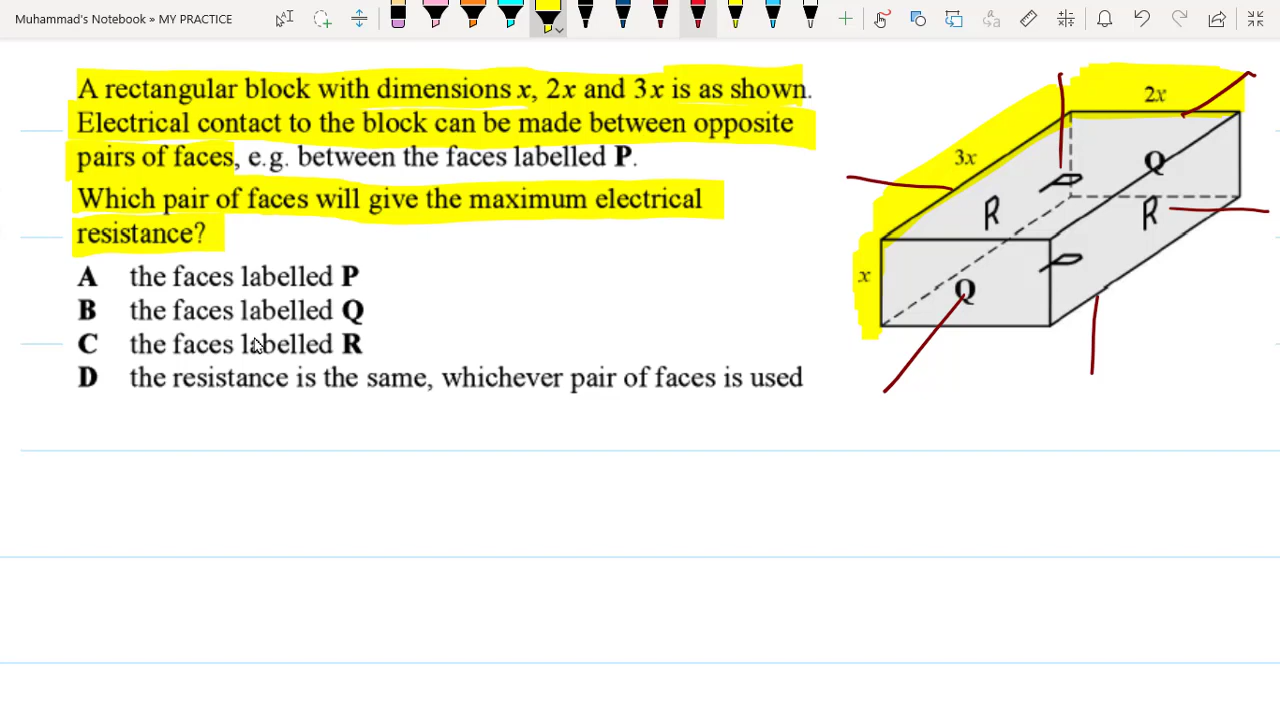 Muhammad's Notebook » MY PRACTICE
A rectangular block with dimensions x, 2x and 3x is as shown.
Electrical contact to the block can be made between opposite
pairs of faces, e.g. between the faces labelled P.
Which pair of faces will give the maximum electrical
resistance?
A the faces labelled P
B the faces labelled Q
C the faces labelled R
D the resistance is the same, whichever pair of faces is used
2x
3x
Q
R
R
x
Q